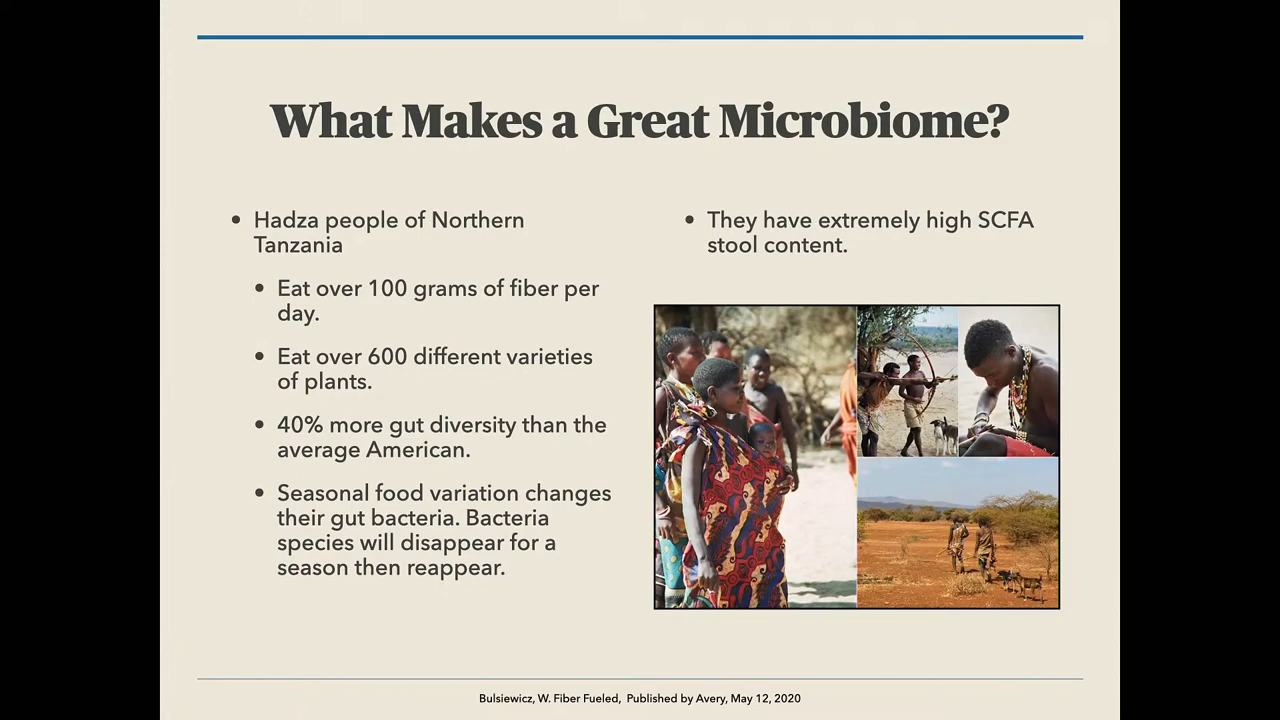 What Makes a Great Microbiome?
• Hadza people of Northern
Tanzania
• Eat over 100 grams of fiber per
day.
• Eat over 600 different varieties
of plants.
• 40% more gut diversity than the
average American.
• Seasonal food variation changes
their gut bacteria. Bacteria
species will disappear for a
season then reappear.
• They have extremely high SCFA
stool content.
Bulsiewicz, W. Fiber Fueled, Published by Avery, May 12, 2020